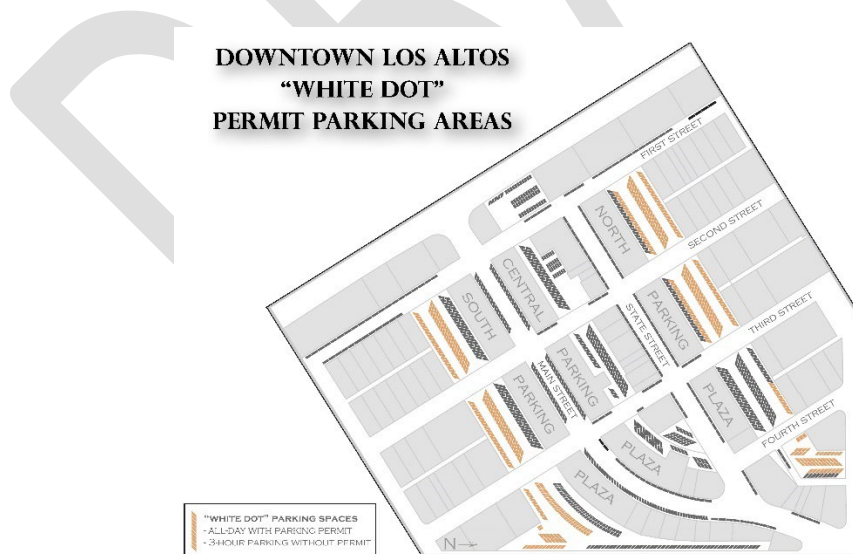 DOWNTOWN LOS ALTOS
“WHITE DOT”
PERMIT PARKING AREAS
FIRST STREET
NORTH
SECOND STREET
CENTRAL
SOUTH
PARKING
STATE STREET
THIRD STREET
PARKING
MAIN STREET
PARKING
PLAZA
FOURTH STREET
PLAZA
PLAZA
"WHITE DOT" PARKING SPACES
- ALL-DAY WITH PARKING PERMIT
- 3-HOUR PARKING WITHOUT PERMIT
N